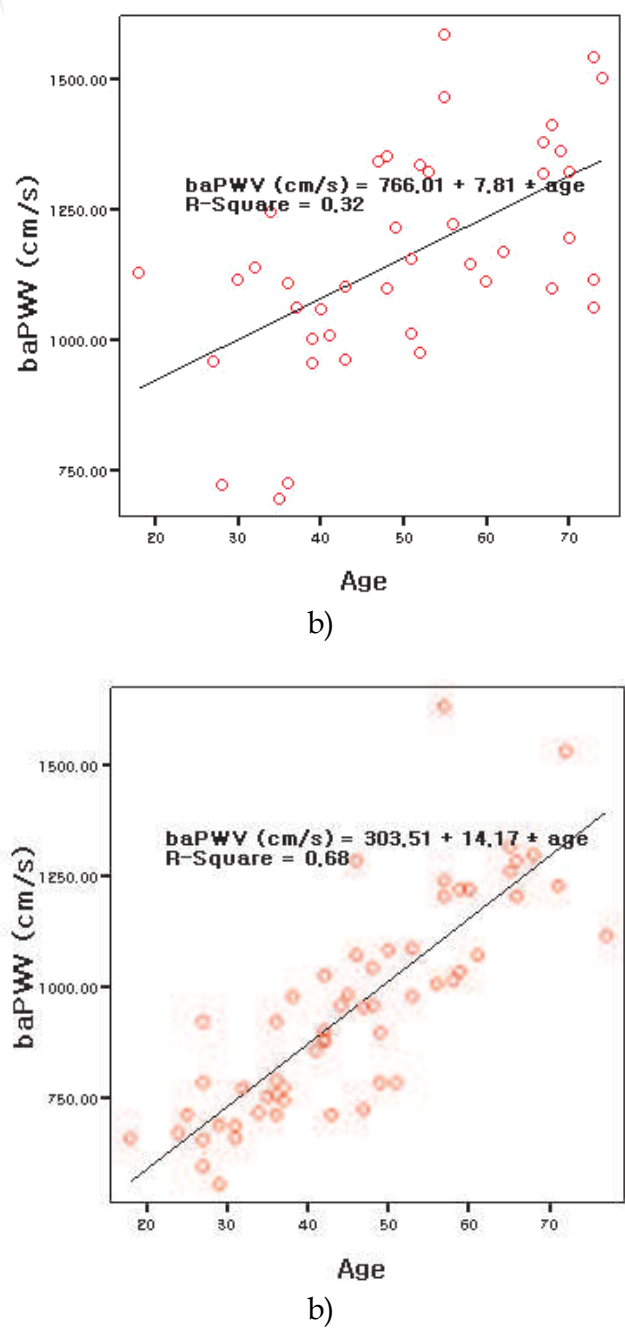 1500.00
baPWV (cm/s) = 766.01 + 7.81 * age
R-Square = 0.32
1250.00
baPWV (cm/s)
1000.00
750.00
20 30 40 50 60 70
Age
b)
1500.00
baPWV (cm/s) = 303.51 + 14.17 * age
R-Square = 0.68
1250.00
baPWV (cm/s)
1000.00
750.00
20 30 40 50 60 70
Age
b)